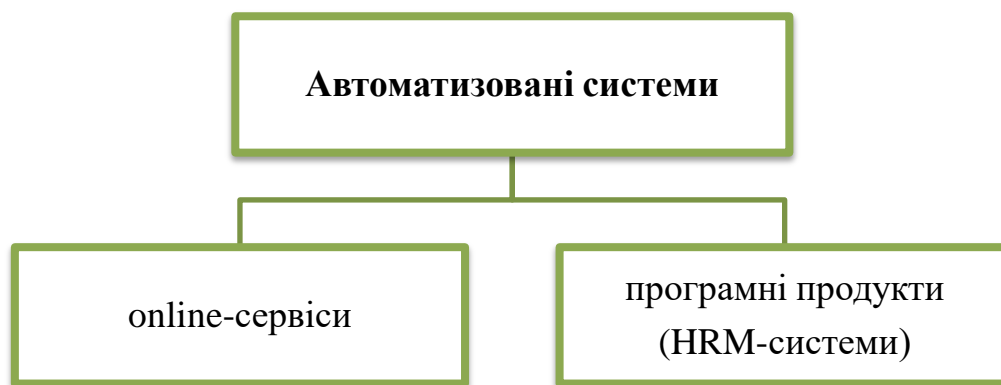 Автоматизовані системи
online-сервіси
програмні продукти
(HRM-системи)